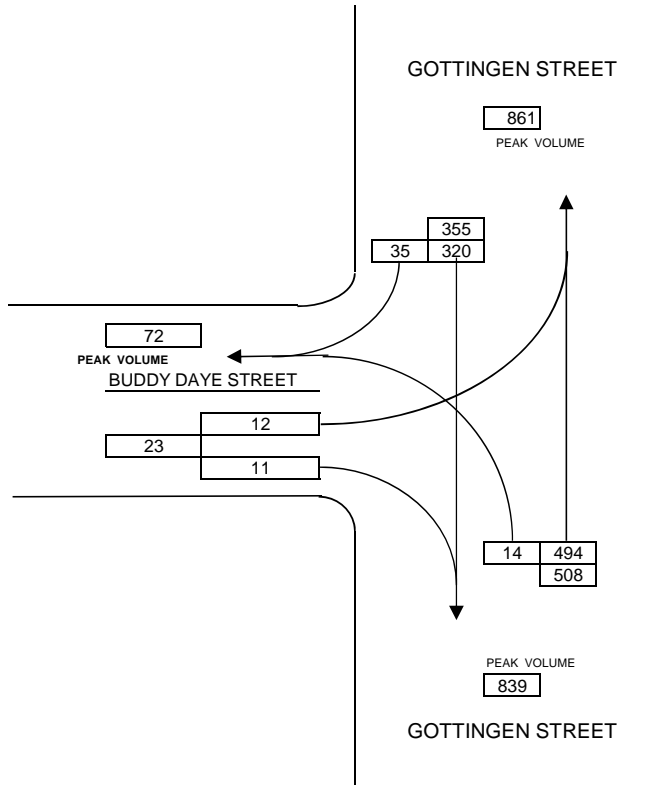 GOTTINGEN STREET
861
PEAK VOLUME
355
35 320
72
PEAK VOLUME
BUDDY DAYE STREET
12
23
11
14 494
508
PEAK VOLUME
839
GOTTINGEN STREET